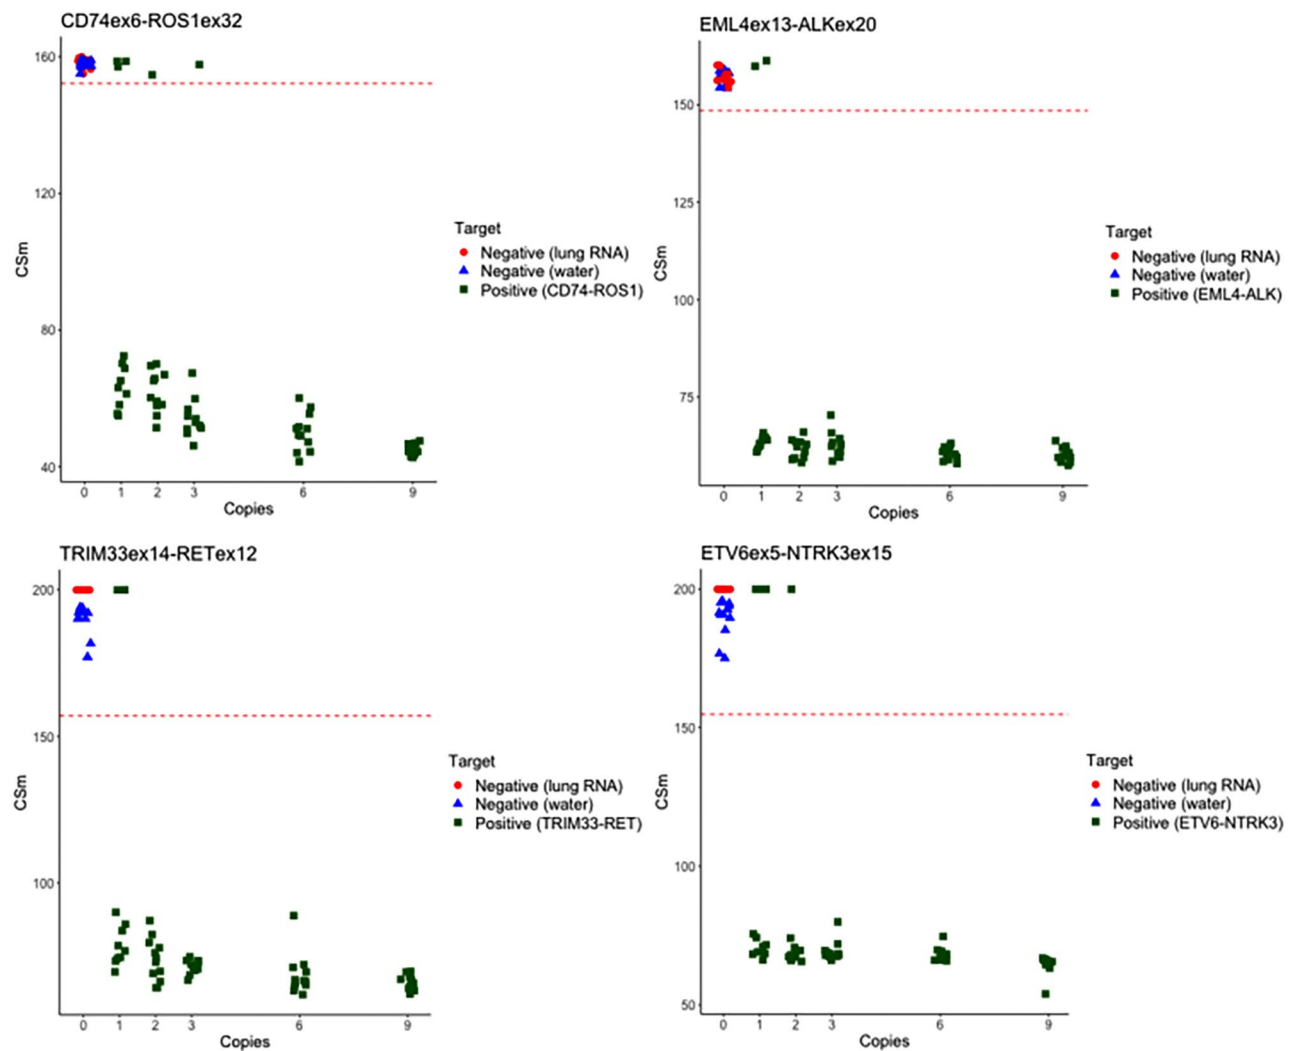 CD74ex6-ROS1ex32
160
120
80
40
CSm
0 1 2 3 6 9
Copies
Target
Negative (lung RNA)
Negative (water)
Positive (CD74-ROS1)
EML4ex13-ALKex20
150
125
100
75
CSm
0 1 2 3 6 9
Copies
Target
Negative (lung RNA)
Negative (water)
Positive (EML4-ALK)
TRIM33ex14-RETex12
200
150
100
CSm
0 1 2 3 6 9
Copies
Target
Negative (lung RNA)
Negative (water)
Positive (TRIM33-RET)
ETV6ex5-NTRK3ex15
200
150
100
50
CSm
0 1 2 3 6 9
Copies
Target
Negative (lung RNA)
Negative (water)
Positive (ETV6-NTRK3)